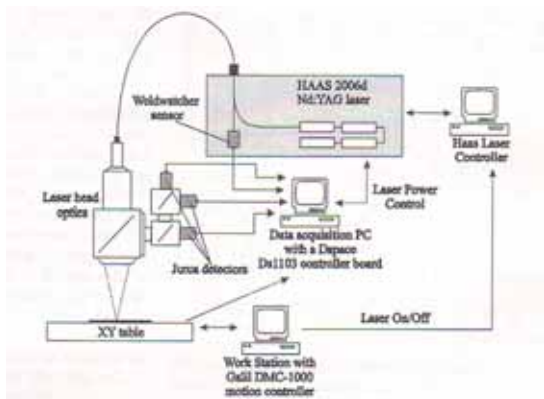 HAAS 2006d
Nd:YAG laser
Weldwatcher
sensor
Haas Laser
Controller
Laser head
optics
Laser Power
Control
Jurca detectors
Data acquisition PC
with a Dspace
Ds1103 controller board
XY table
Laser On/Off
Work Station with
Galil DMC-1000
motion controller